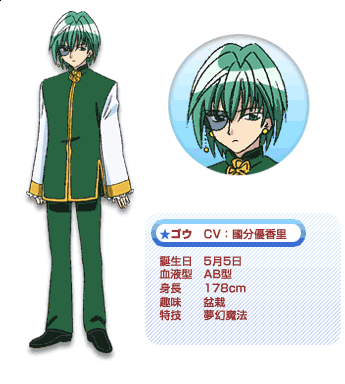 ★ゴウ CV：國分優香里
誕生日 5月5日
血液型 AB型
身長 178cm
趣味 盆栽
特技 夢幻魔法